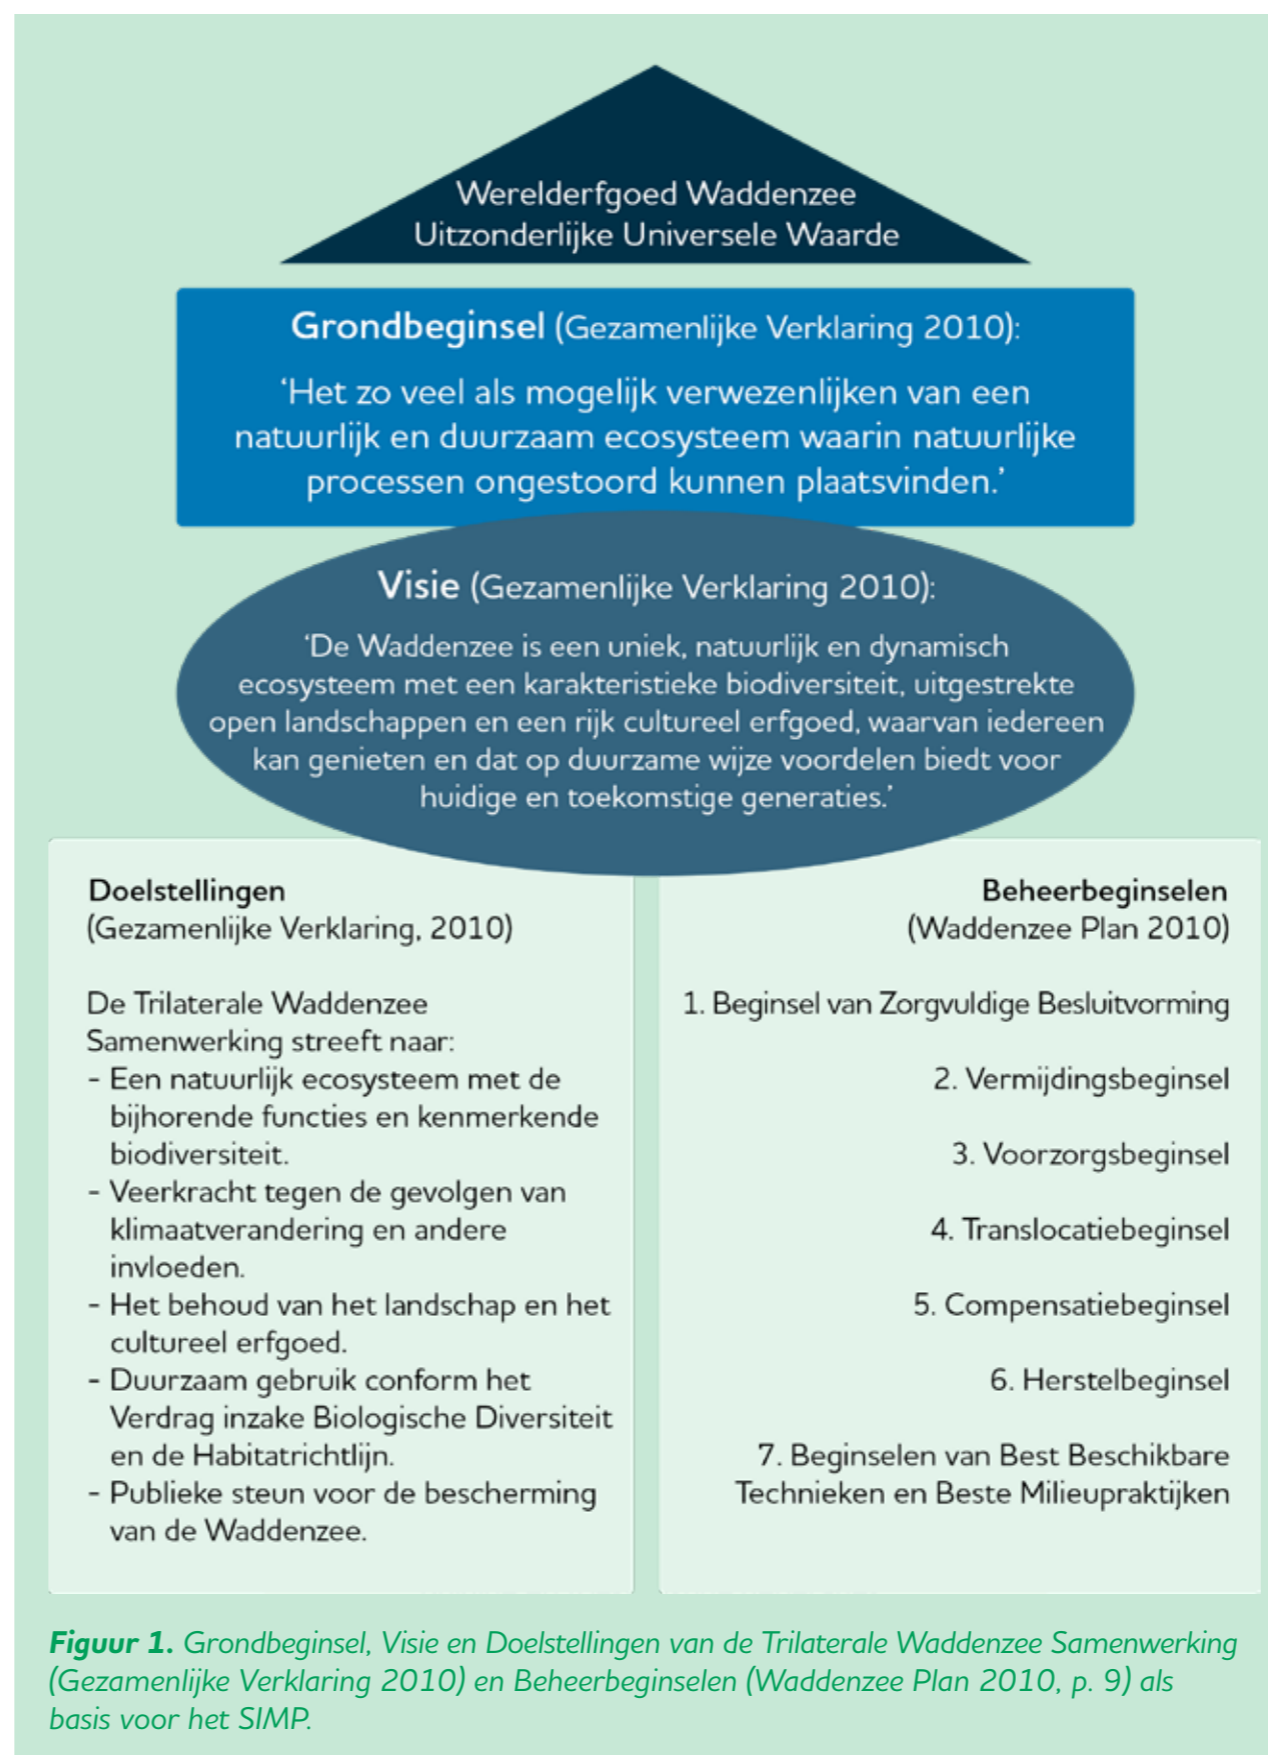 Werelderfgoed Waddenzee
Uitzonderlijke Universele Waarde
Grondbeginsel (Gezamenlijke Verklaring 2010):
‘Het zo veel als mogelijk verwezenlijken van een
natuurlijk en duurzaam ecosysteem waarin natuurlijke
processen ongestoord kunnen plaatsvinden.’
Visie (Gezamenlijke Verklaring 2010):
‘De Waddenzee is een uniek, natuurlijk en dynamisch
ecosysteem met een karakteristieke biodiversiteit, uitgestrekte
open landschappen en een rijk cultureel erfgoed, waarvan iedereen
kan genieten en dat op duurzame wijze voordelen biedt voor
huidige en toekomstige generaties.’
Doelstellingen
(Gezamenlijke Verklaring, 2010)
De Trilaterale Waddenzee
Samenwerking streeft naar:
- Een natuurlijk ecosysteem met de
bijhorende functies en kenmerkende
biodiversiteit.
- Veerkracht tegen de gevolgen van
klimaatverandering en andere
invloeden.
- Het behoud van het landschap en het
cultureel erfgoed.
- Duurzaam gebruik conform het
Verdrag inzake Biologische Diversiteit
en de Habitatrichtlijn.
- Publieke steun voor de bescherming
van de Waddenzee.
Beheerbeginselen
(Waddenzee Plan 2010)
1. Beginsel van Zorgvuldige Besluitvorming
2. Vermijdingsbeginsel
3. Voorzorgsbeginsel
4. Translocatiebeginsel
5. Compensatiebeginsel
6. Herstelbeginsel
7. Beginselen van Best Beschikbare
Technieken en Beste Milieupraktijken
Figuur 1. Grondbeginsel, Visie en Doelstellingen van de Trilaterale Waddenzee Samenwerking
(Gezamenlijke Verklaring 2010) en Beheerbeginselen (Waddenzee Plan 2010, p. 9) als
basis voor het SIMP.